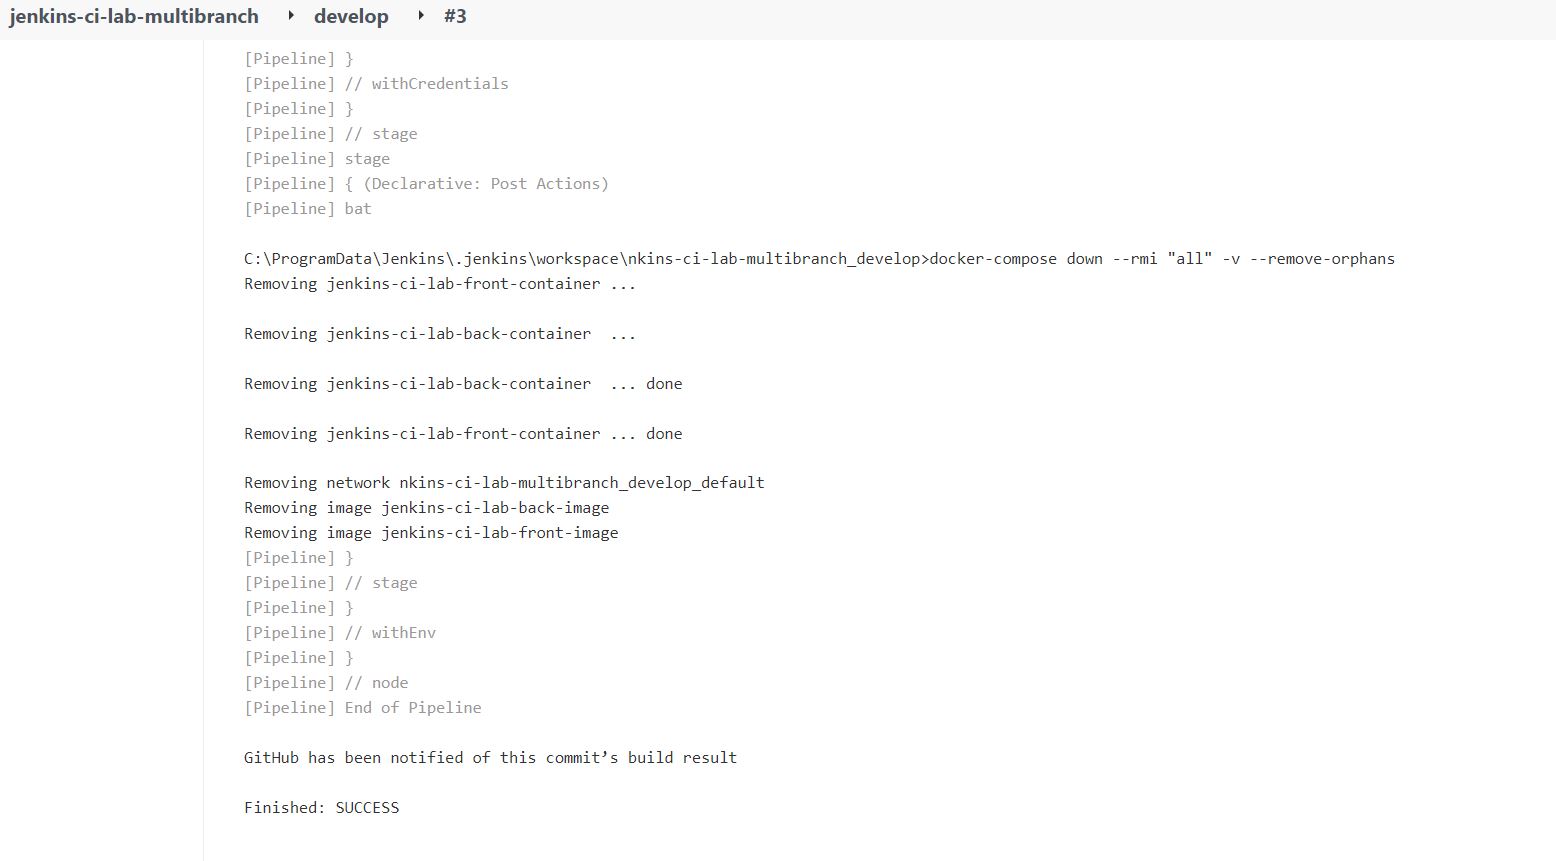 jenkins-ci-lab-multibranch develop #3
[Pipeline] }
[Pipeline] // withCredentials
[Pipeline] }
[Pipeline] // stage
[Pipeline] stage
[Pipeline] { (Declarative: Post Actions)
[Pipeline] bat
C:\ProgramData\Jenkins\.jenkins\workspace\nkins-ci-lab-multibranch_develop>docker-compose down --rmi "all" -v --remove-orphans
Removing jenkins-ci-lab-front-container ...
Removing jenkins-ci-lab-back-container  ...
Removing jenkins-ci-lab-back-container  ... done
Removing jenkins-ci-lab-front-container ... done
Removing network nkins-ci-lab-multibranch_develop_default
Removing image jenkins-ci-lab-back-image
Removing image jenkins-ci-lab-front-image
[Pipeline] }
[Pipeline] // stage
[Pipeline] }
[Pipeline] // withEnv
[Pipeline] }
[Pipeline] // node
[Pipeline] End of Pipeline
GitHub has been notified of this commit’s build result
Finished: SUCCESS